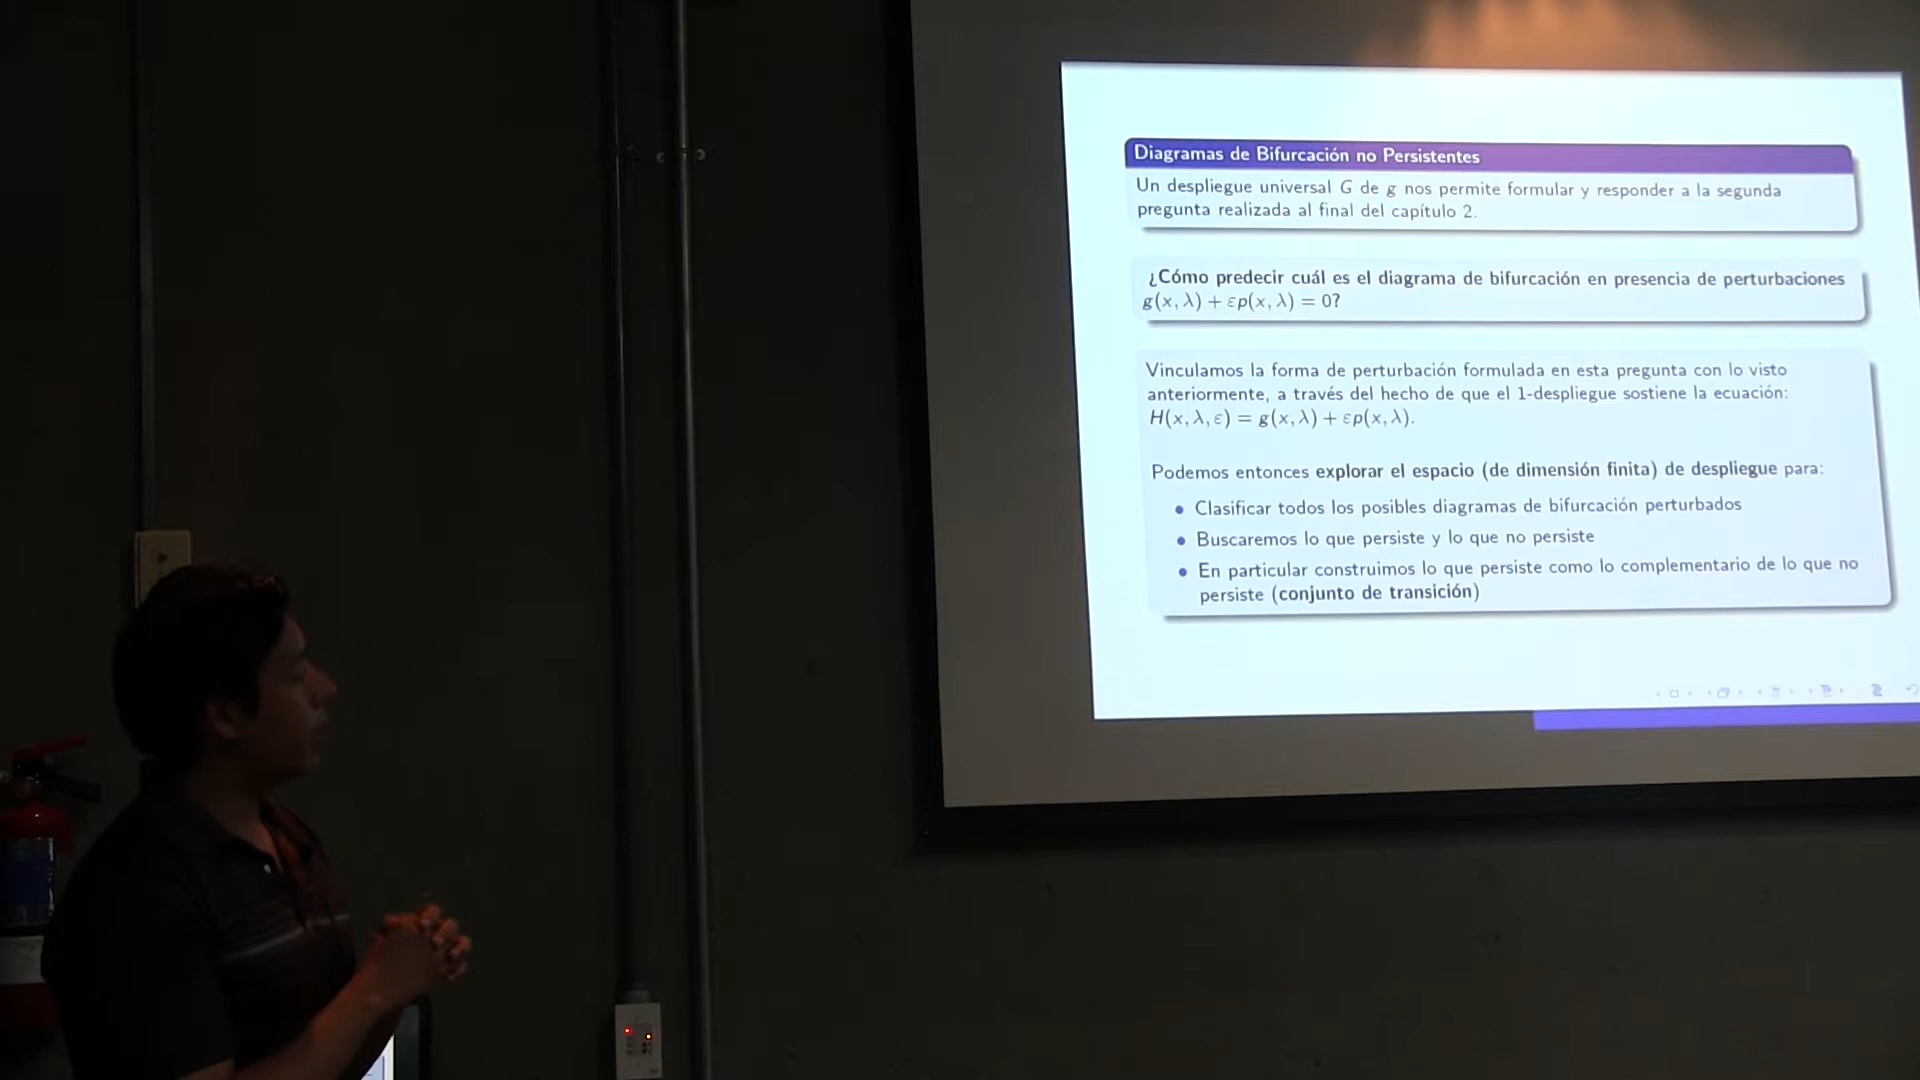 Diagramas de Bifurcación no Persistentes
Un despliegue universal G de g nos permite formular y responder a la segunda
pregunta realizada al final del capítulo 2.
¿Cómo predecir cuál es el diagrama de bifurcación en presencia de perturbaciones
g(x, λ) + εp(x, λ) = 0?
Vinculamos la forma de perturbación formulada en esta pregunta con lo visto
anteriormente, a través del hecho de que el 1-despliegue sostiene la ecuación:
H(x, λ, ε) = g(x, λ) + εp(x, λ).
Podemos entonces explorar el espacio (de dimensión finita) de despliegue para:
• Clasificar todos los posibles diagramas de bifurcación perturbados
• Buscaremos lo que persiste y lo que no persiste
• En particular construimos lo que persiste como lo complementario de lo que no
persiste (conjunto de transición)